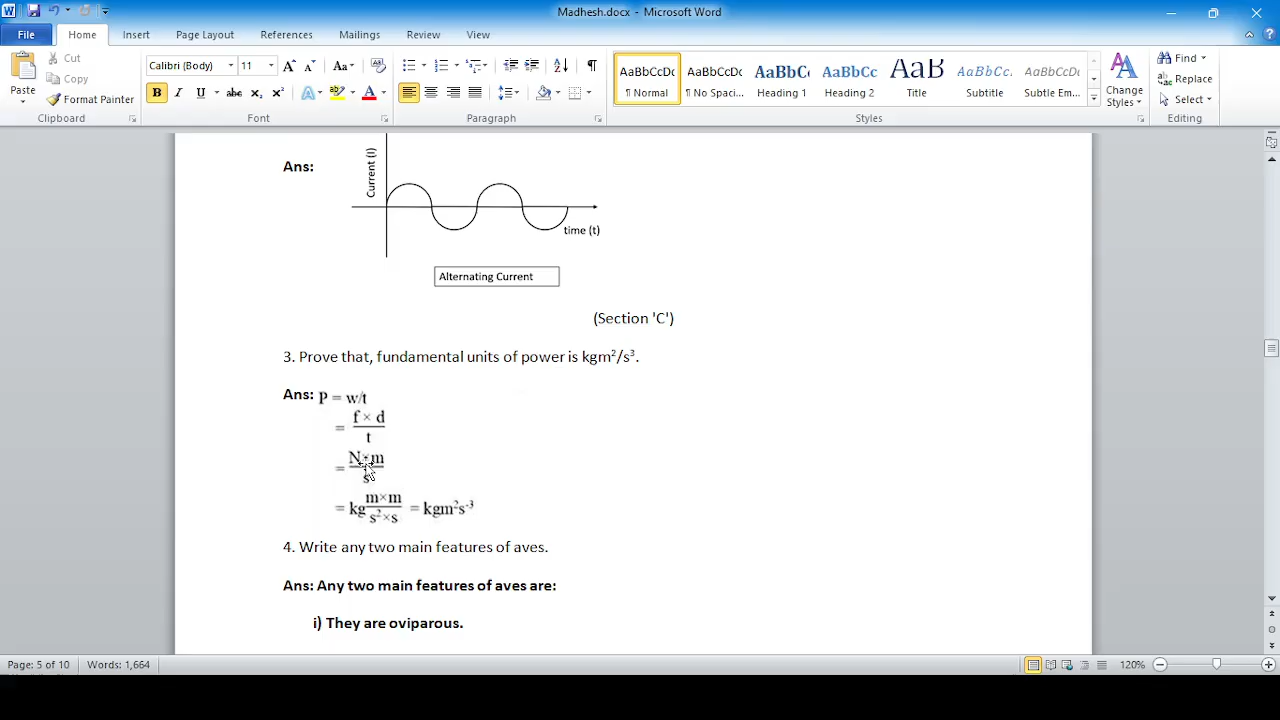 Madhesh.docx - Microsoft Word
File Home Insert Page Layout References Mailings Review View
Paste
Cut
Copy
Format Painter
Clipboard
Calibri (Body) 11
B I U abc x₂ x²
Font
Paragraph
AaBbCcDc AaBbCcDc AaBbC AaBbCc AaB AaBbCc. AaBbCcDc
¶ Normal ¶ No Spaci... Heading 1 Heading 2 Title Subtitle Subtle Em...
Styles
Change Styles
Find
Replace
Select
Editing
Ans:
Current (I)
time (t)
Alternating Current
(Section 'C')
3. Prove that, fundamental units of power is kgm²/s³.
Ans: P = w/t
= f × d
t
= N×m
s
= kg m×m / s²×s = kgm²s⁻³
4. Write any two main features of aves.
Ans: Any two main features of aves are:
i) They are oviparous.
Page: 5 of 10 Words: 1,664 120%